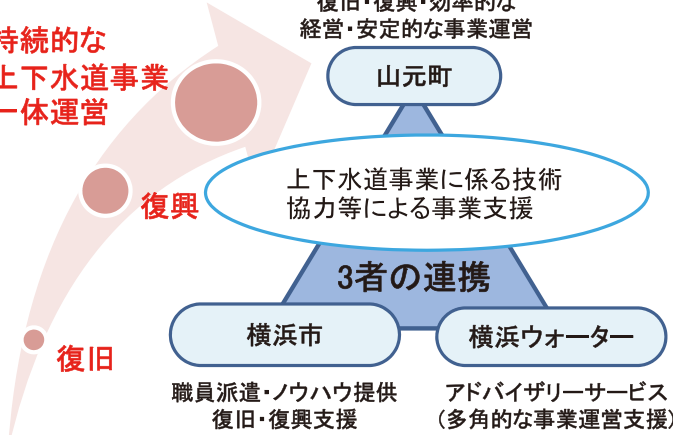 復旧・復興・効率的な
経営・安定的な事業運営
山元町
持続的な
上下水道事業
一体運営
上下水道事業に係る技術
協力等による事業支援
復興
3者の連携
横浜市
横浜ウォーター
復旧
職員派遣・ノウハウ提供
復旧・復興支援
アドバイザリーサービス
(多角的な事業運営支援)